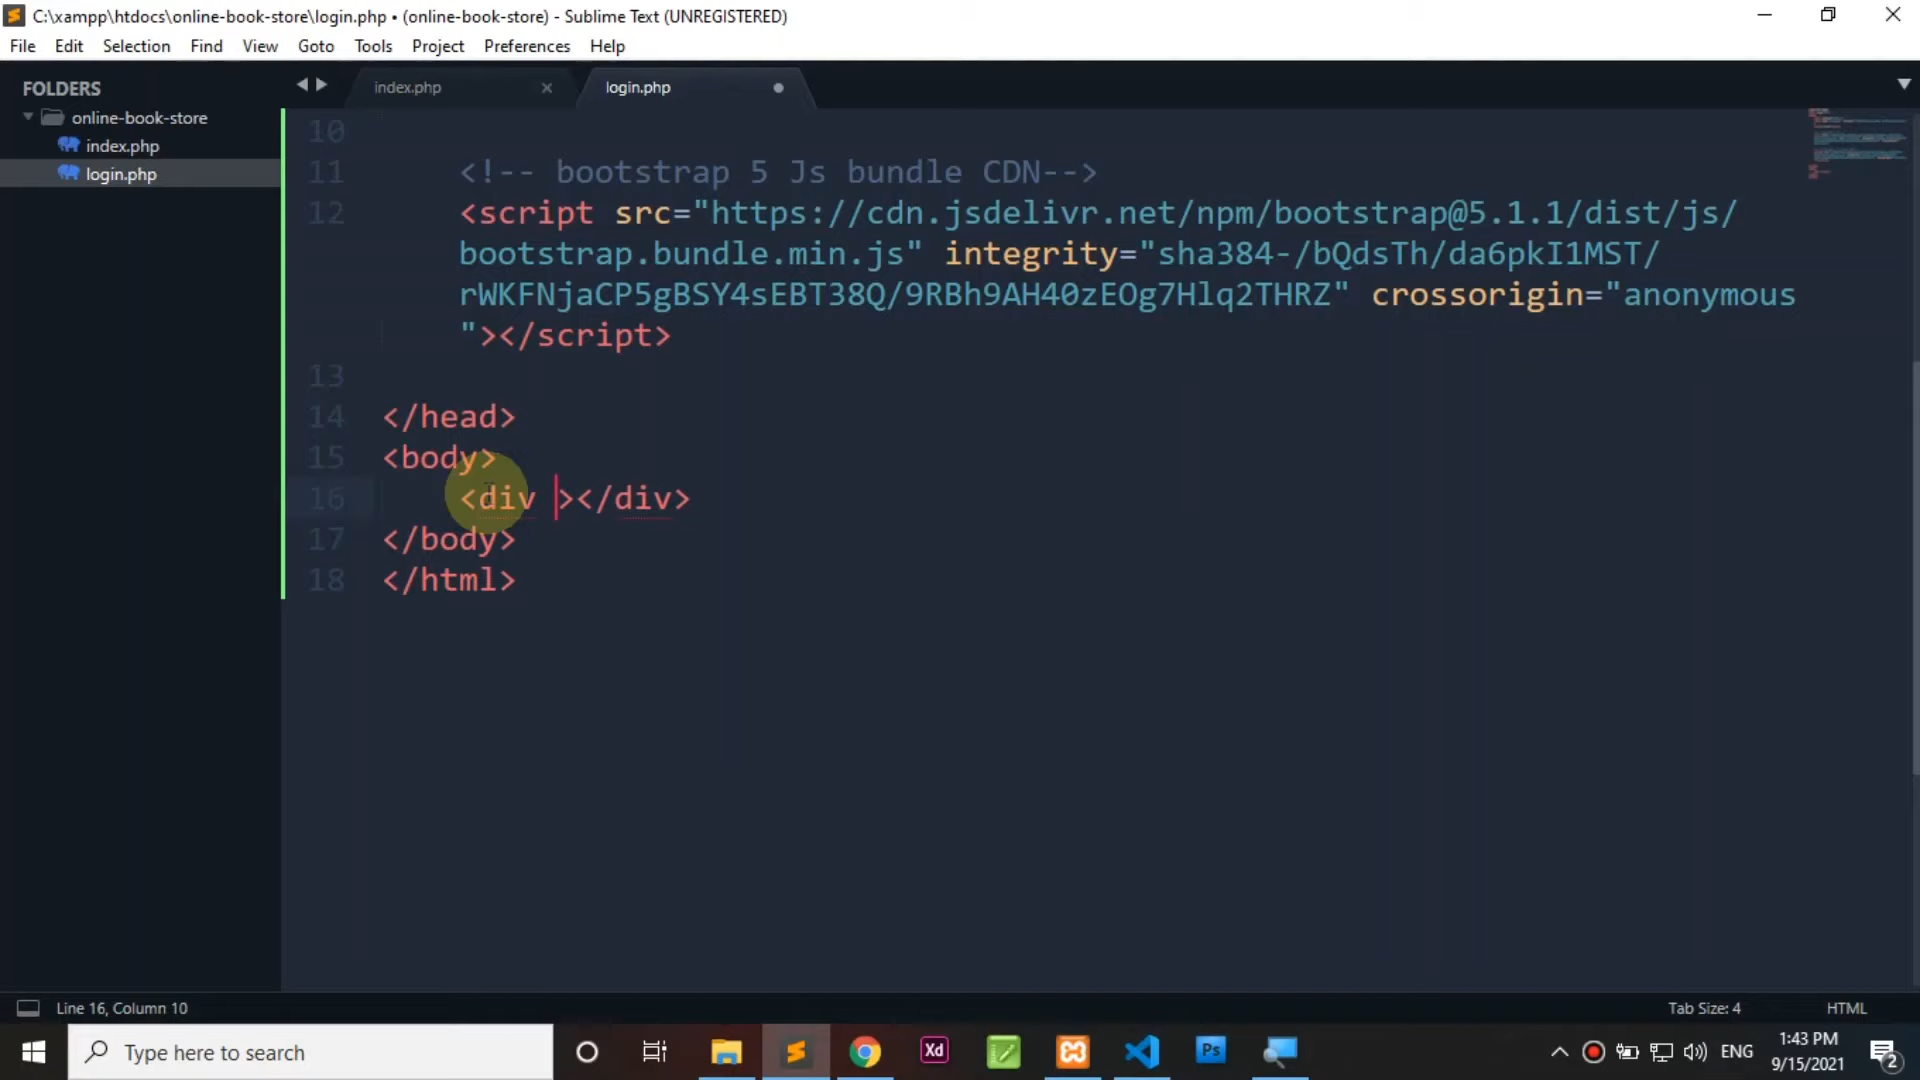 C:\xampp\htdocs\online-book-store\login.php • (online-book-store) - Sublime Text (UNREGISTERED)
File Edit Selection Find View Goto Tools Project Preferences Help
FOLDERS
online-book-store
index.php
login.php
index.php
login.php
10
11 <!-- bootstrap 5 Js bundle CDN-->
12 <script src="https://cdn.jsdelivr.net/npm/bootstrap@5.1.1/dist/js/
bootstrap.bundle.min.js" integrity="sha384-/bQdsTh/da6pkI1MST/
rWKFNjaCP5gBSY4sEBT38Q/9RBh9AH40zEOg7Hlq2THRZ" crossorigin="anonymous
"></script>
13
14 </head>
15 <body>
16 <div ></div>
17 </body>
18 </html>
Line 16, Column 10
Tab Size: 4
HTML
Type here to search
Xd
Ps
ENG
1:43 PM
9/15/2021
2